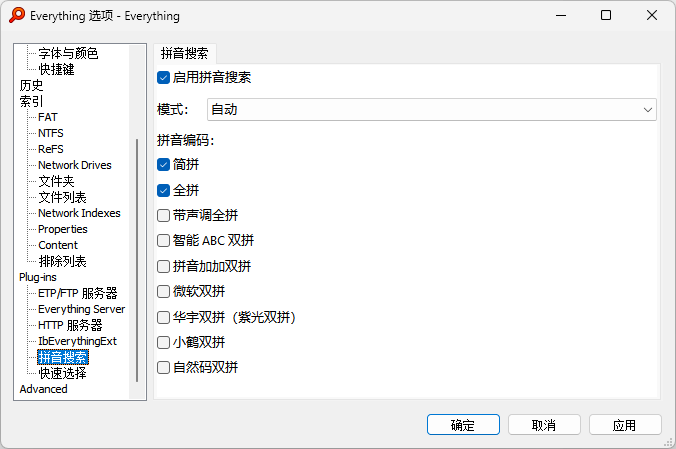 Everything 选项 - Everything
字体与颜色
快捷键
历史
索引
FAT
NTFS
ReFS
Network Drives
文件夹
文件列表
Network Indexes
Properties
Content
排除列表
Plug-ins
ETP/FTP 服务器
Everything Server
HTTP 服务器
IbEverythingExt
拼音搜索
快速选择
Advanced
拼音搜索
启用拼音搜索
模式： 自动
拼音编码：
简拼
全拼
带声调全拼
智能 ABC 双拼
拼音加加双拼
微软双拼
华宇双拼（紫光双拼）
小鹤双拼
自然码双拼
确定 取消 应用